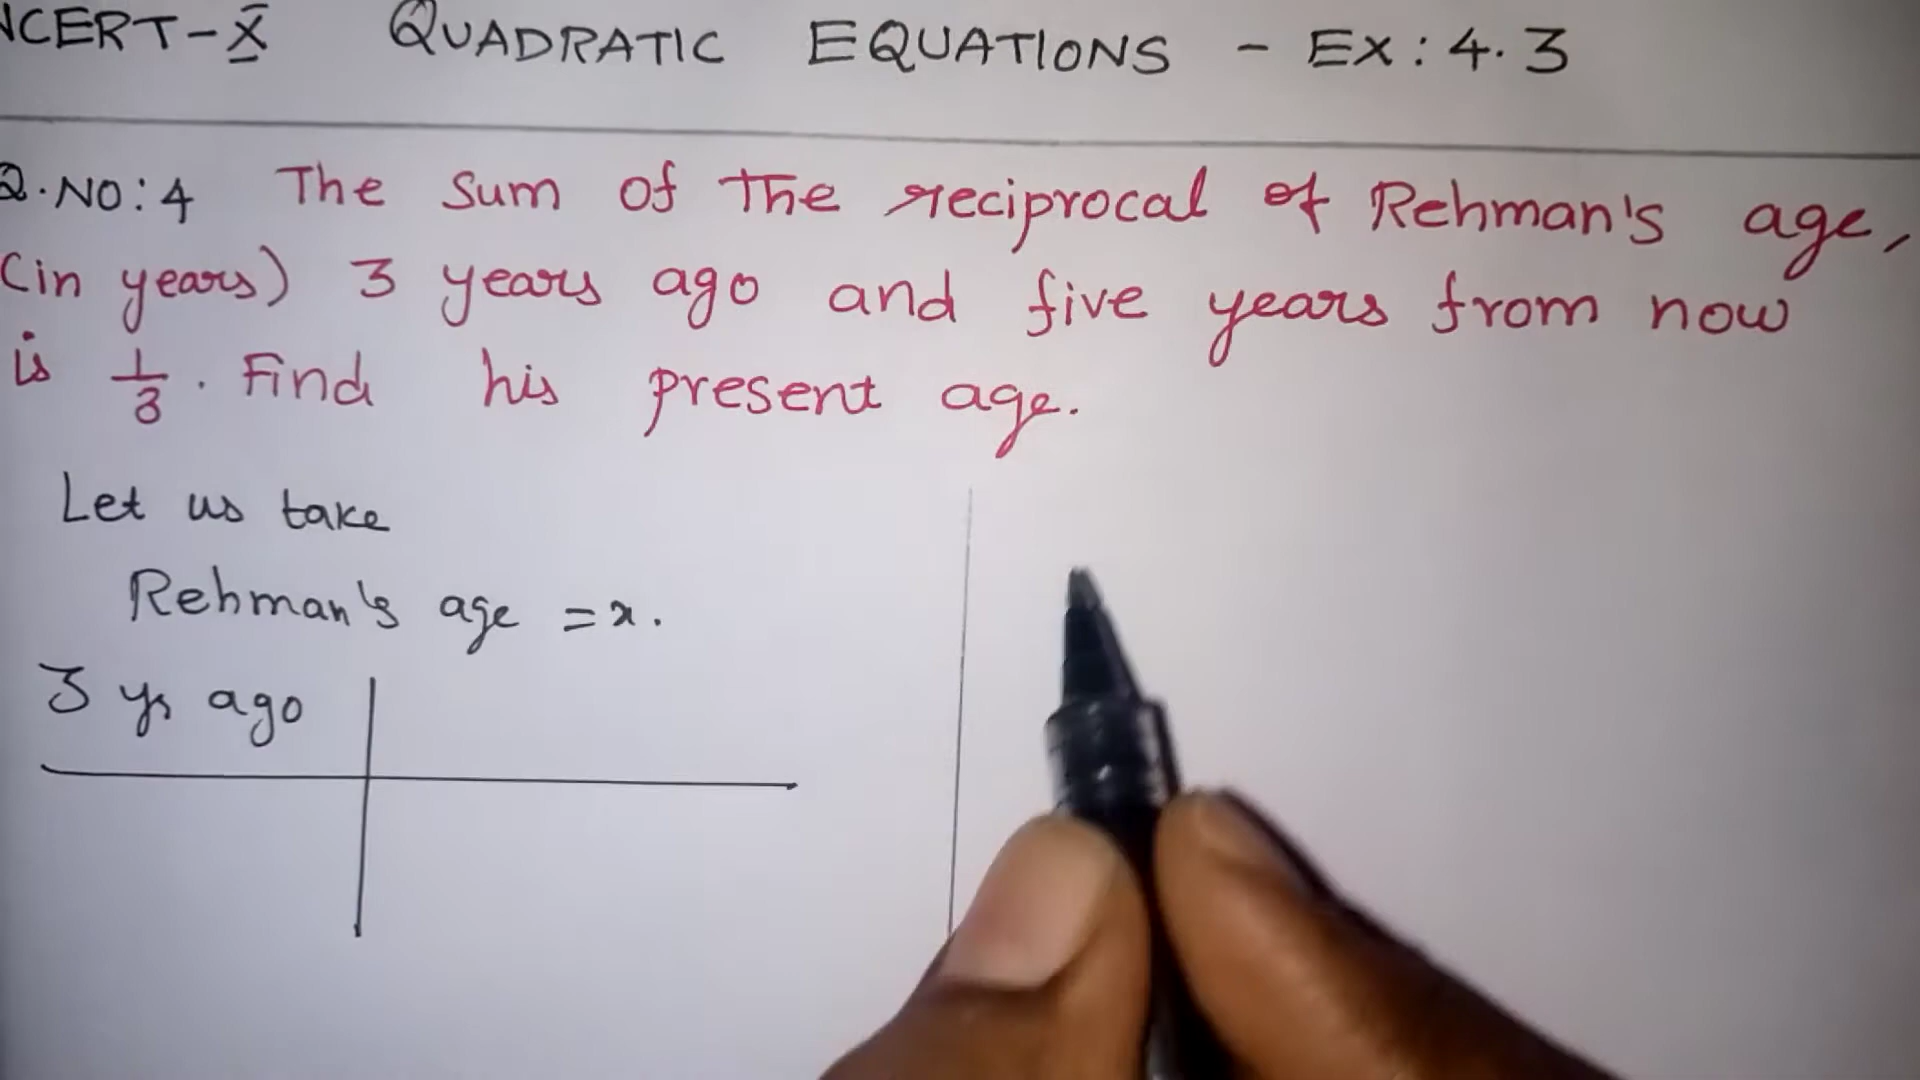 NCERT-X QUADRATIC EQUATIONS - EX: 4.3
Q.NO:4 The sum of the reciprocal of Rehman's age,
(in years) 3 years ago and five years from now
is 1/3. Find his present age.
Let us take
Rehman's age = x.
3 yr ago